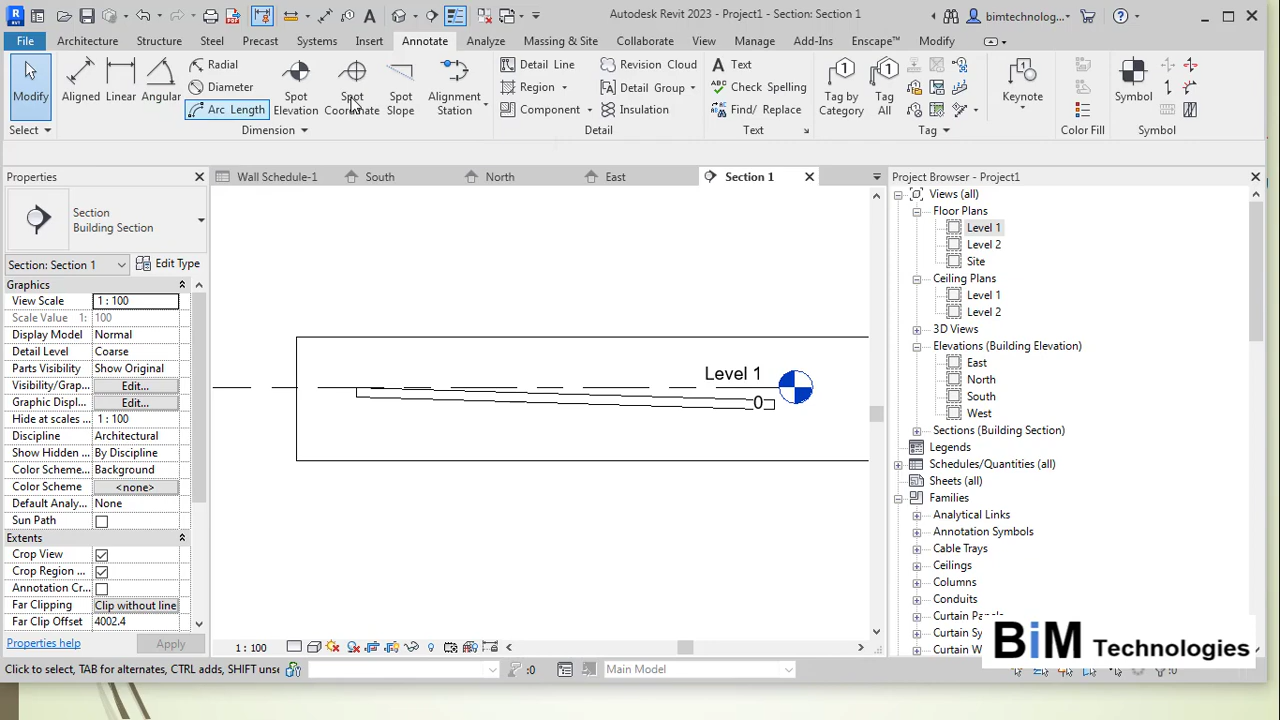 Autodesk Revit 2023 - Project1 - Section: Section 1
bimtechnolog...
File Architecture Structure Steel Precast Systems Insert Annotate Analyze Massing & Site Collaborate View Manage Add-Ins Enscape™ Modify
Modify
Select
Aligned
Linear
Angular
Radial
Diameter
Arc Length
Spot Elevation
Spot Coordinate
Spot Slope
Alignment Station
Dimension
Detail Line
Region
Component
Revision Cloud
Detail Group
Insulation
Detail
Text
Check Spelling
Find/ Replace
Text
Tag by Category
Tag All
Tag
Keynote
Color Fill
Symbol
Symbol
Properties
Wall Schedule-1 South North East Section 1
Project Browser - Project1
Section
Building Section
Section: Section 1 Edit Type
Graphics
View Scale 1 : 100
Scale Value 1: 100
Display Model Normal
Detail Level Coarse
Parts Visibility Show Original
Visibility/Grap... Edit...
Graphic Displ... Edit...
Hide at scales ... 1 : 100
Discipline Architectural
Show Hidden ... By Discipline
Color Scheme... Background
Color Scheme <none>
Default Analy... None
Sun Path
Extents
Crop View
Crop Region ...
Annotation Cr...
Far Clipping Clip without line
Far Clip Offset 4002.4
Properties help Apply
Level 1
0
1 : 100
Views (all)
Floor Plans
Level 1
Level 2
Site
Ceiling Plans
Level 1
Level 2
3D Views
Elevations (Building Elevation)
East
North
South
West
Sections (Building Section)
Legends
Schedules/Quantities (all)
Sheets (all)
Families
Analytical Links
Annotation Symbols
Cable Trays
Ceilings
Columns
Conduits
Curtain Panels
Curtain Sy
Curtain W
BiM Technologies
Click to select, TAB for alternates, CTRL adds, SHIFT uns
:0
Main Model
:0